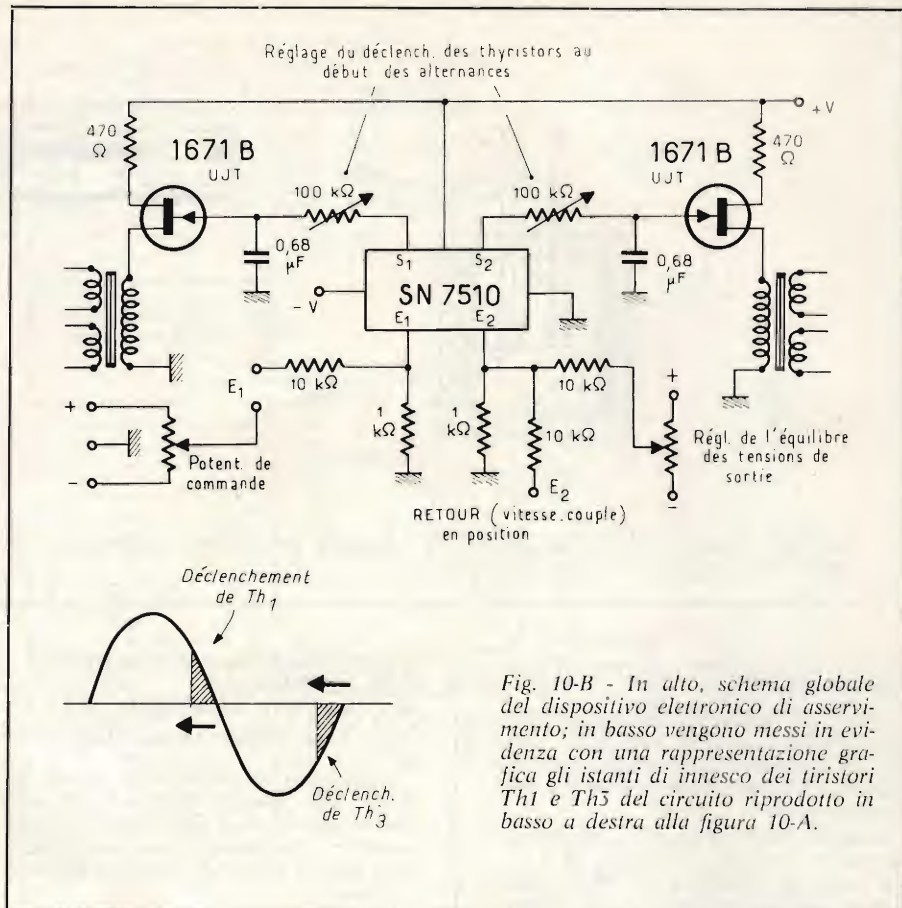 Réglage du déclench. des thyristors au
début des alternances
+V
470
Ω
1671 B
UJT
100 kΩ
100 kΩ
1671 B
UJT
470
Ω
0,68
µF
S1
S2
0,68
µF
- V
SN 7510
E1
E2
10 kΩ
10 kΩ
E1
1
kΩ
1
kΩ
10 kΩ
+
-
Potent. de
commande
+
-
Régl. de l'équilibre
des tensions de
sortie
E2
RETOUR (vitesse.couple)
en position
Déclenchement
de Th1
Déclench.
de Th3
Fig. 10-B - In alto, schema globale
del dispositivo elettronico di asservi-
mento; in basso vengono messi in evi-
denza con una rappresentazione gra-
fica gli istanti di innesco dei tiristori
Th1 e Th3 del circuito riprodotto in
basso a destra alla figura 10-A.